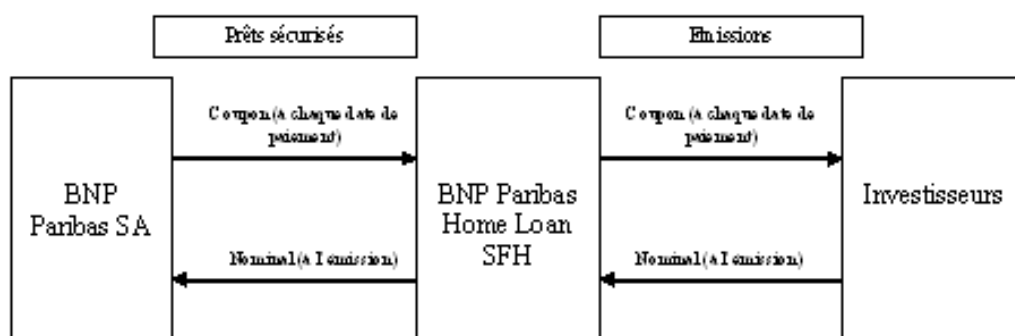 Prêts sécurisés
Emissions
Coupon (à chaque date de
paiement)
Coupon (à chaque date de
paiement)
BNP
Paribas SA
BNP Paribas
Home Loan
SFH
Investisseurs
Nominal (à l émission)
Nominal (à l émission)